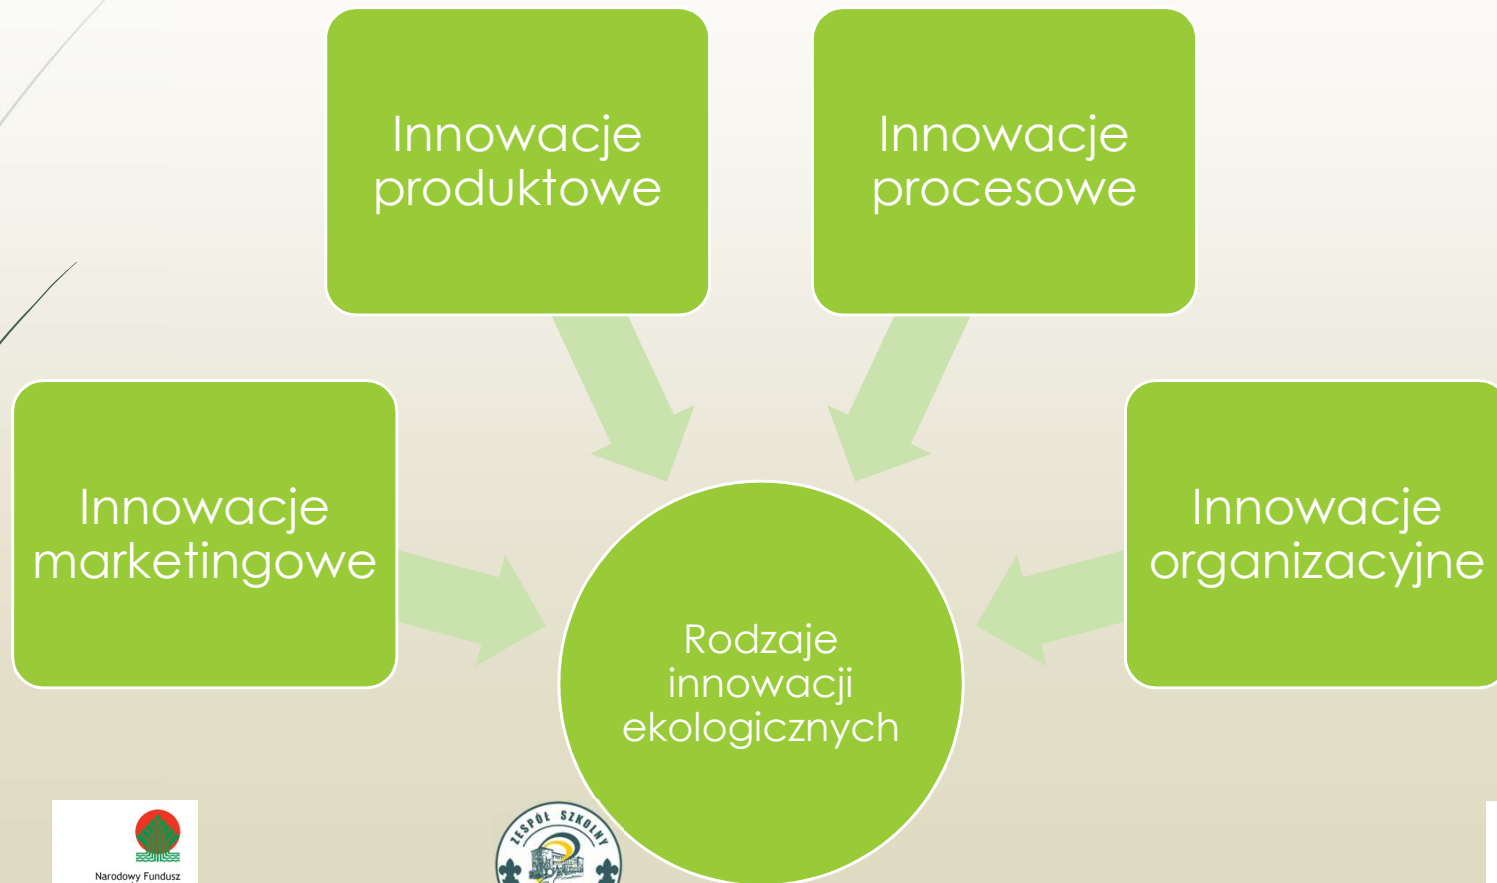 Innowacje
produktowe
Innowacje
procesowe
Innowacje
marketingowe
Innowacje
organizacyjne
Rodzaje
innowacji
ekologicznych
Narodowy Fundusz
ZESPÓŁ SZKOLNY